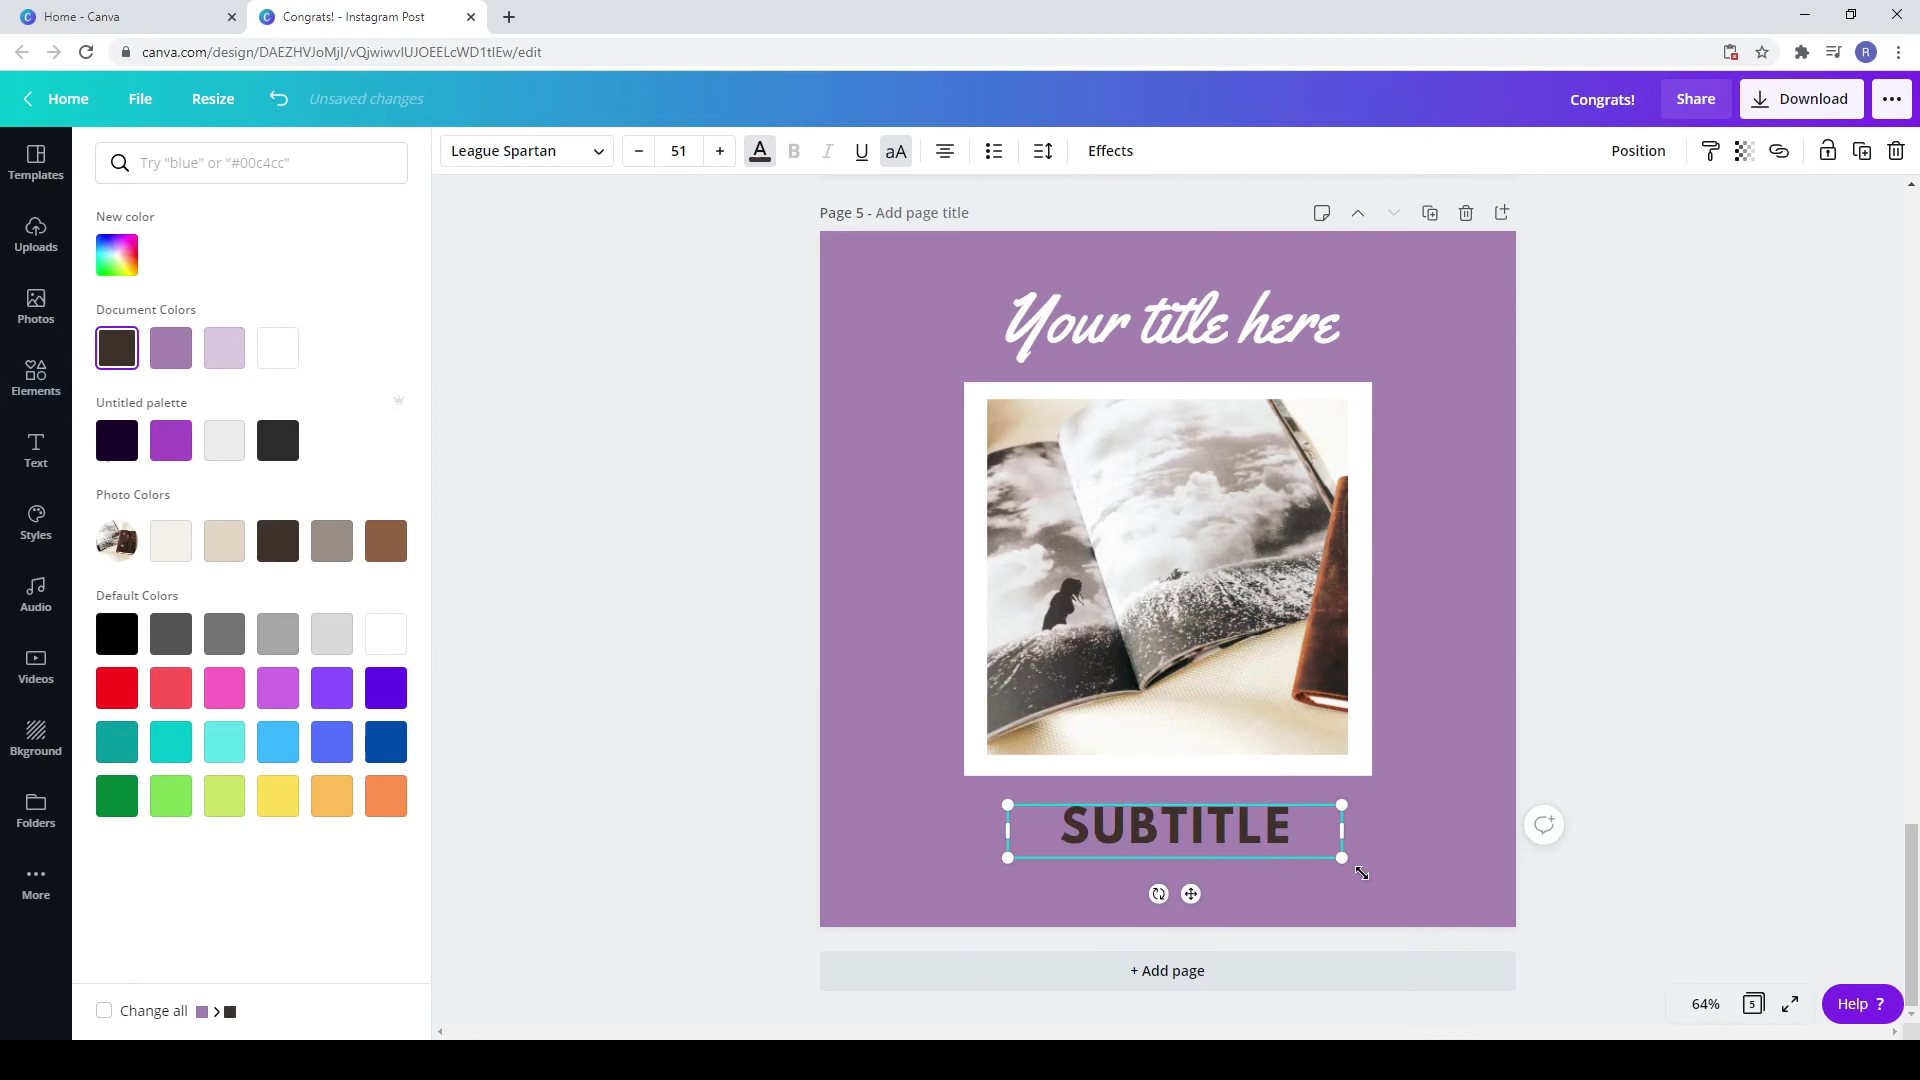 Home - Canva
Congrats! - Instagram Post
canva.com/design/DAEZHVJoMjI/vQjwiwvlUJOEELcWD1tlEw/edit
R
Home
File
Resize
Unsaved changes
Congrats!
Share
Download
Templates
Uploads
Photos
Elements
Text
Styles
Audio
Videos
Bkground
Folders
More
Try "blue" or "#00c4cc"
New color
Document Colors
Untitled palette
Photo Colors
Default Colors
Change all
League Spartan
− 51 +
A B I U aA
Effects
Position
Page 5 - Add page title
Your title here
SUBTITLE
+ Add page
64%
5
Help ?